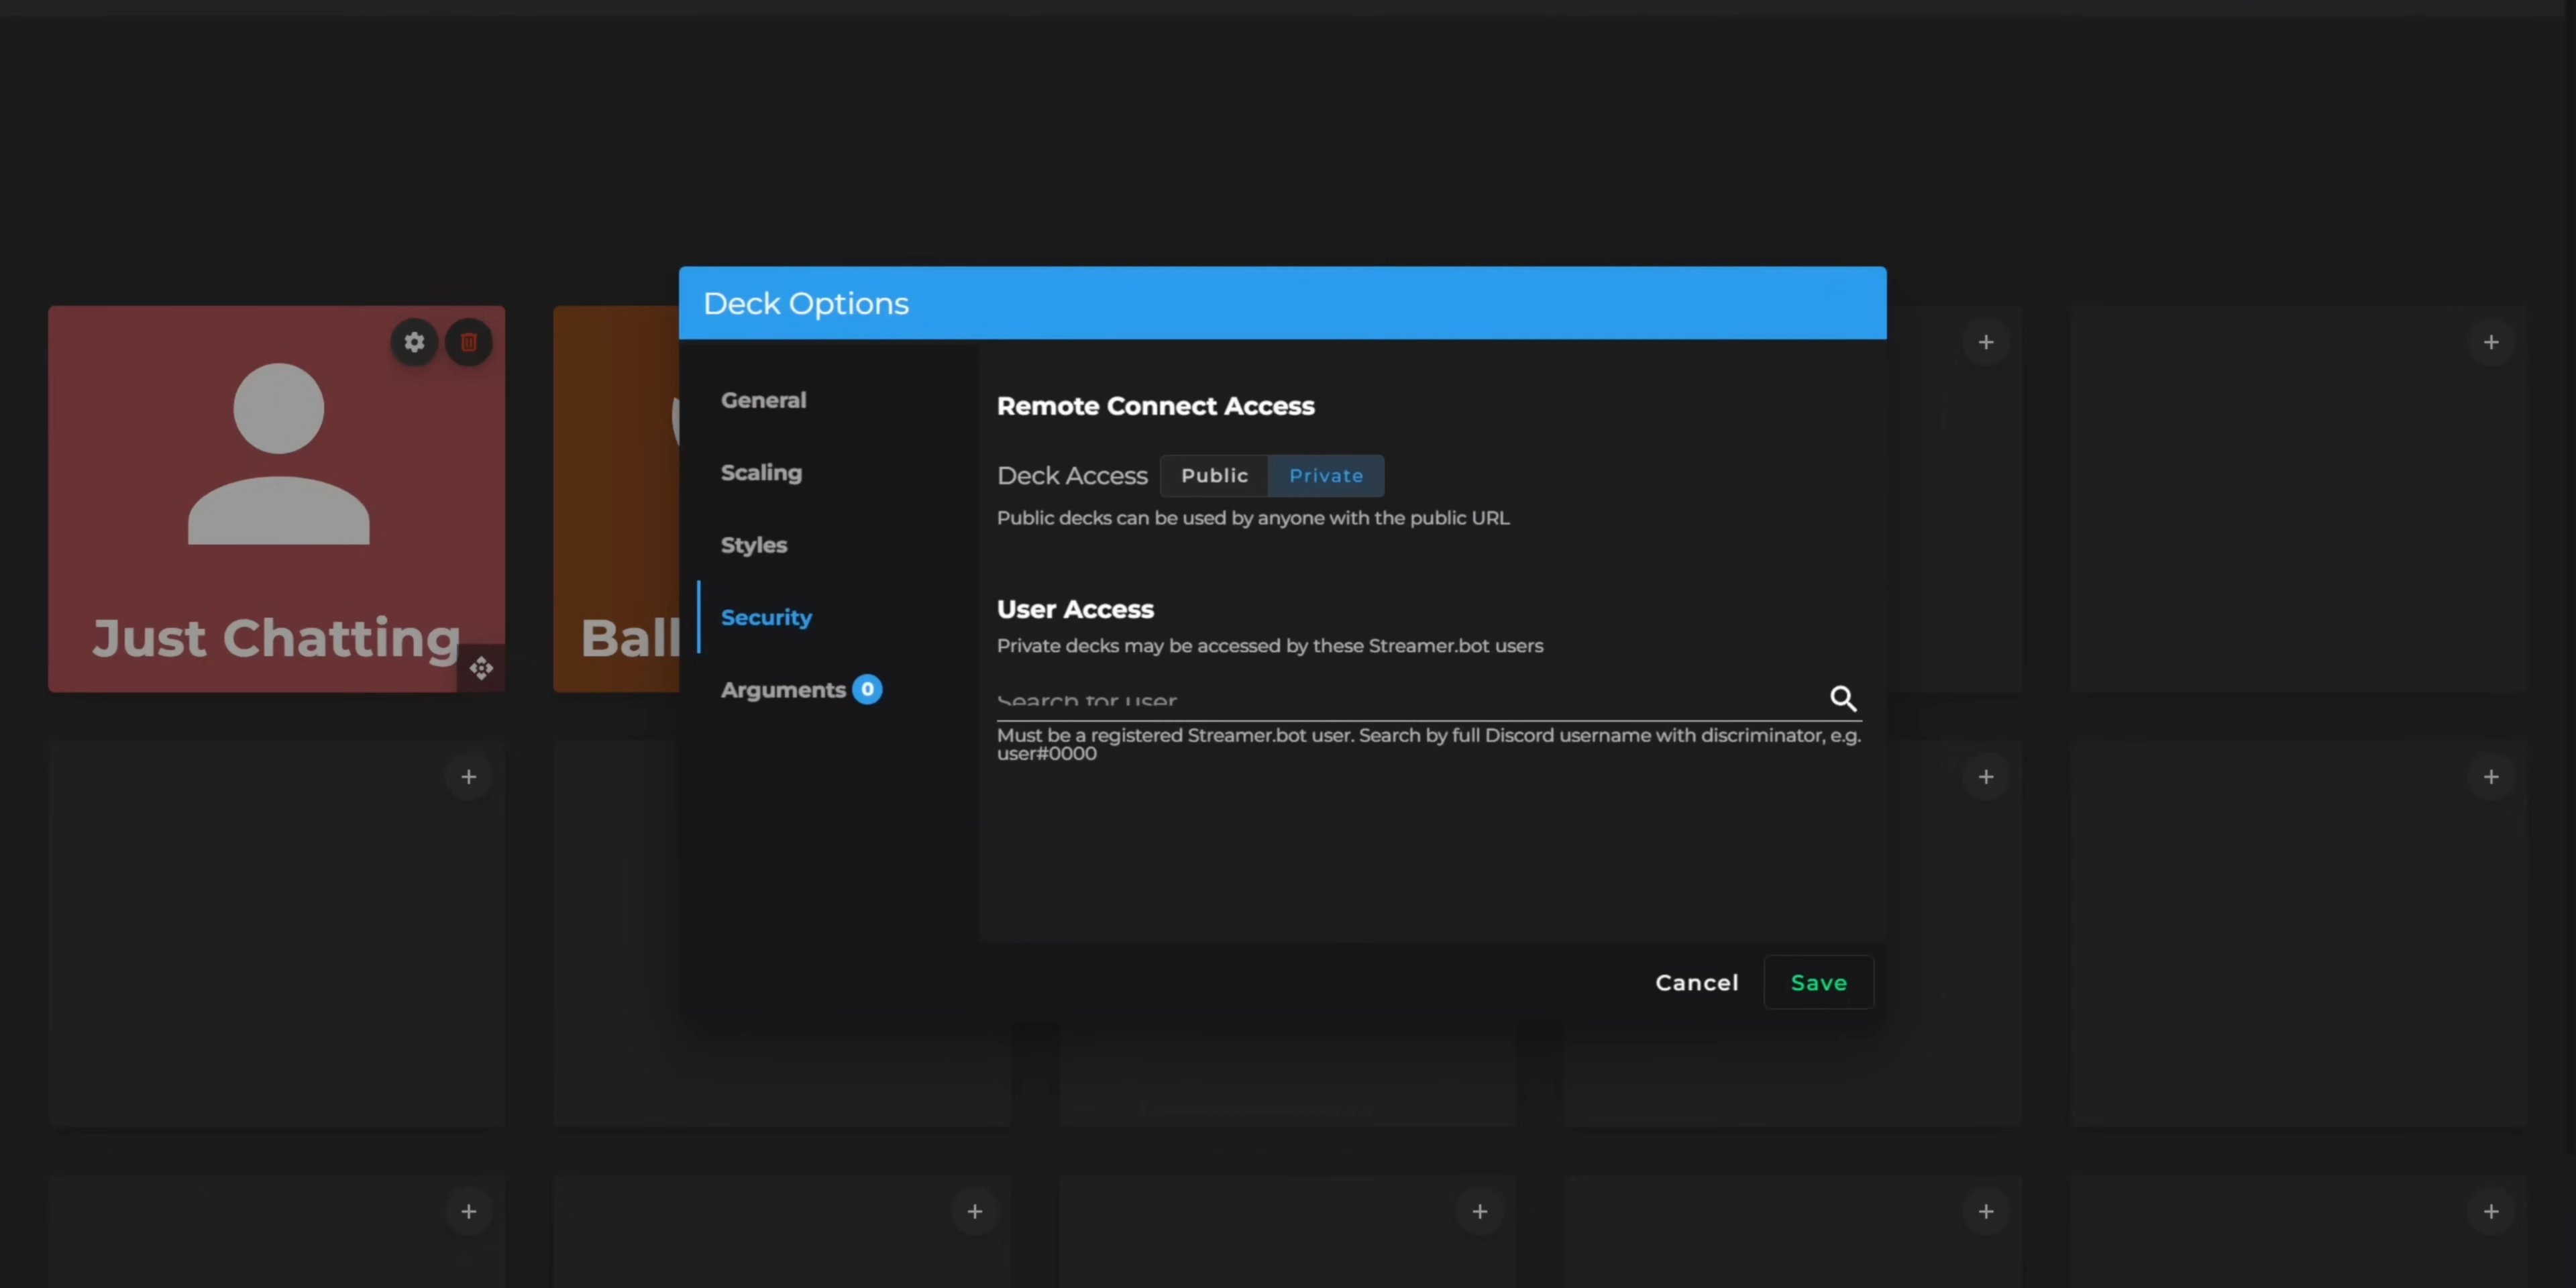 Deck Options
General
Scaling
Styles
Security
Arguments 0
Remote Connect Access
Deck Access Public Private
Public decks can be used by anyone with the public URL
User Access
Private decks may be accessed by these Streamer.bot users
Search for user
Must be a registered Streamer.bot user. Search by full Discord username with discriminator, e.g.
user#0000
Cancel Save
Just Chatting
Ball